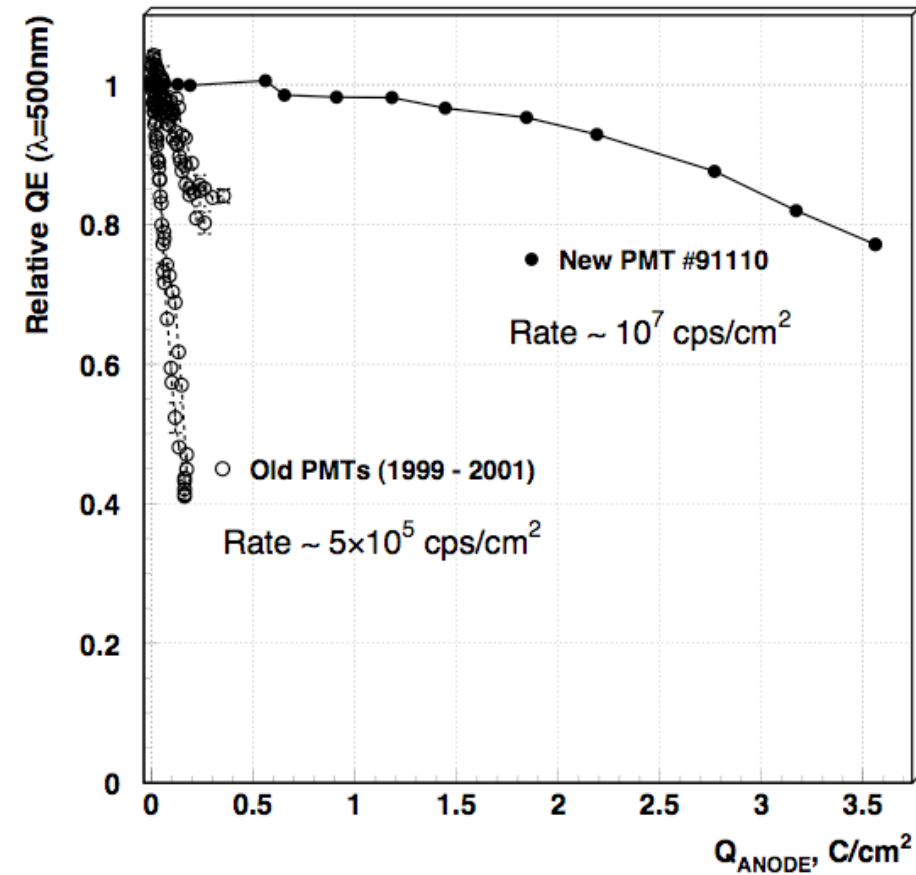 Relative QE (λ=500nm)
1
0.8
0.6
0.4
0.2
0
New PMT #91110
Rate ~ 10⁷ cps/cm²
Old PMTs (1999 - 2001)
Rate ~ 5×10⁵ cps/cm²
0 0.5 1 1.5 2 2.5 3 3.5
Q_ANODE, C/cm²